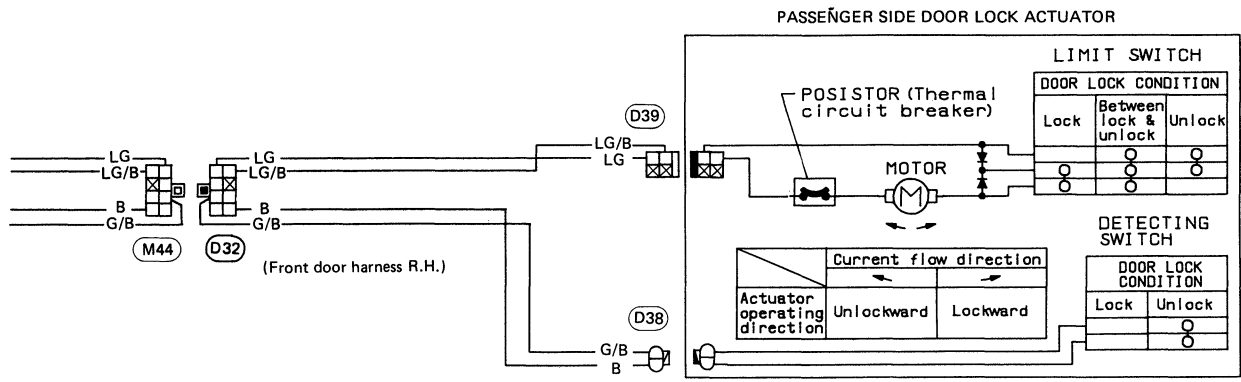 PASSENGER SIDE DOOR LOCK ACTUATOR
LIMIT SWITCH
DOOR LOCK CONDITION
Lock
Between
lock &
unlock
Unlock
POSISTOR (Thermal
circuit breaker)
D39
LG/B
LG
LG
LG/B
LG
LG/B
MOTOR
M
B
G/B
B
G/B
M44
D32
(Front door harness R.H.)
DETECTING
SWITCH
DOOR LOCK
CONDITION
Lock
Unlock
Current flow direction
Actuator
operating
direction
Unlockward
Lockward
D38
G/B
B